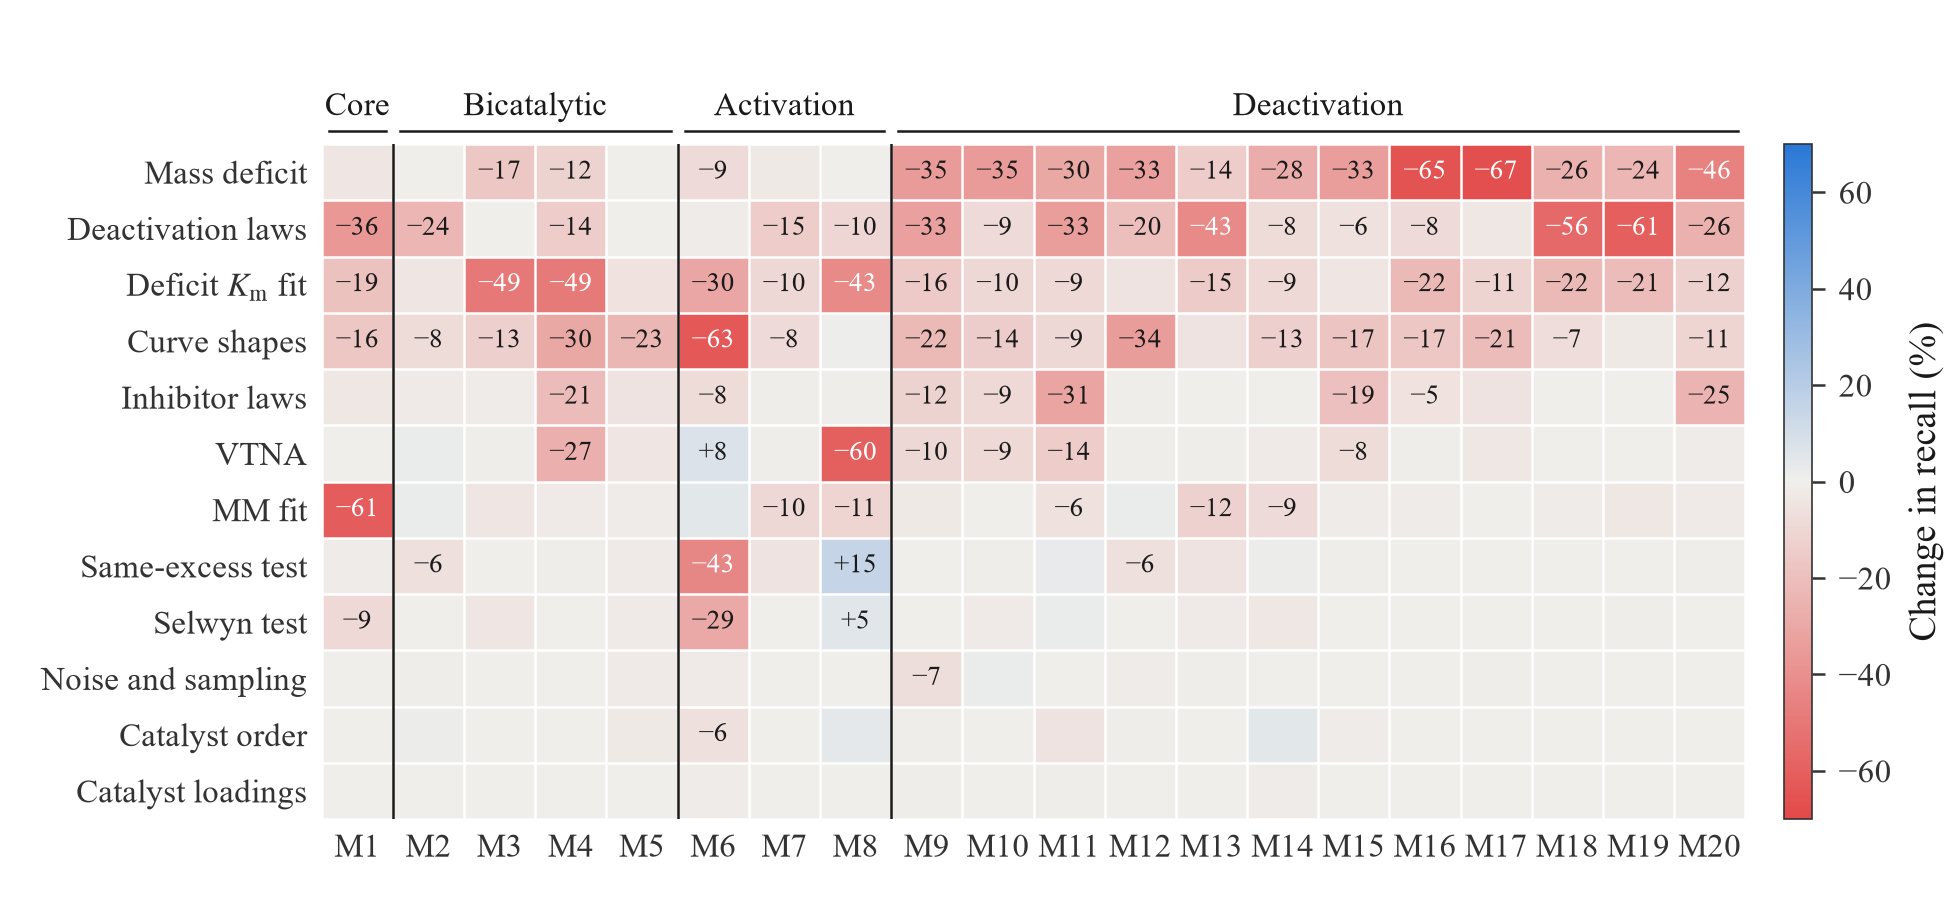 Core Bicatalytic Activation Deactivation
Mass deficit −17 −12 −9 −35 −35 −30 −33 −14 −28 −33 −65 −67 −26 −24 −46
Deactivation laws −36 −24 −14 −15 −10 −33 −9 −33 −20 −43 −8 −6 −8 −56 −61 −26
Deficit Km fit −19 −49 −49 −30 −10 −43 −16 −10 −9 −15 −9 −22 −11 −22 −21 −12
Curve shapes −16 −8 −13 −30 −23 −63 −8 −22 −14 −9 −34 −13 −17 −17 −21 −7 −11
Inhibitor laws −21 −8 −12 −9 −31 −19 −5 −25
VTNA −27 +8 −60 −10 −9 −14 −8
MM fit −61 −10 −11 −6 −12 −9
Same-excess test −6 −43 +15 −6
Selwyn test −9 −29 +5
Noise and sampling −7
Catalyst order −6
Catalyst loadings
M1 M2 M3 M4 M5 M6 M7 M8 M9 M10 M11 M12 M13 M14 M15 M16 M17 M18 M19 M20
60
40
20
0
−20
−40
−60
Change in recall (%)